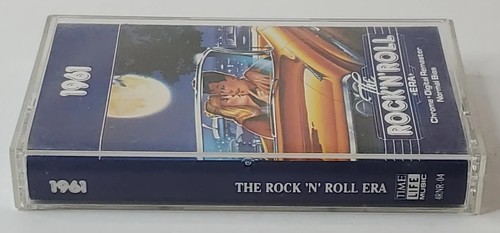 1961
The
ROCK'N'ROLL
•ERA•
Chrome • Digital Remaster
Normal Bias
1961
THE ROCK 'N' ROLL ERA
TIME
LIFE
MUSIC
4RNR-04